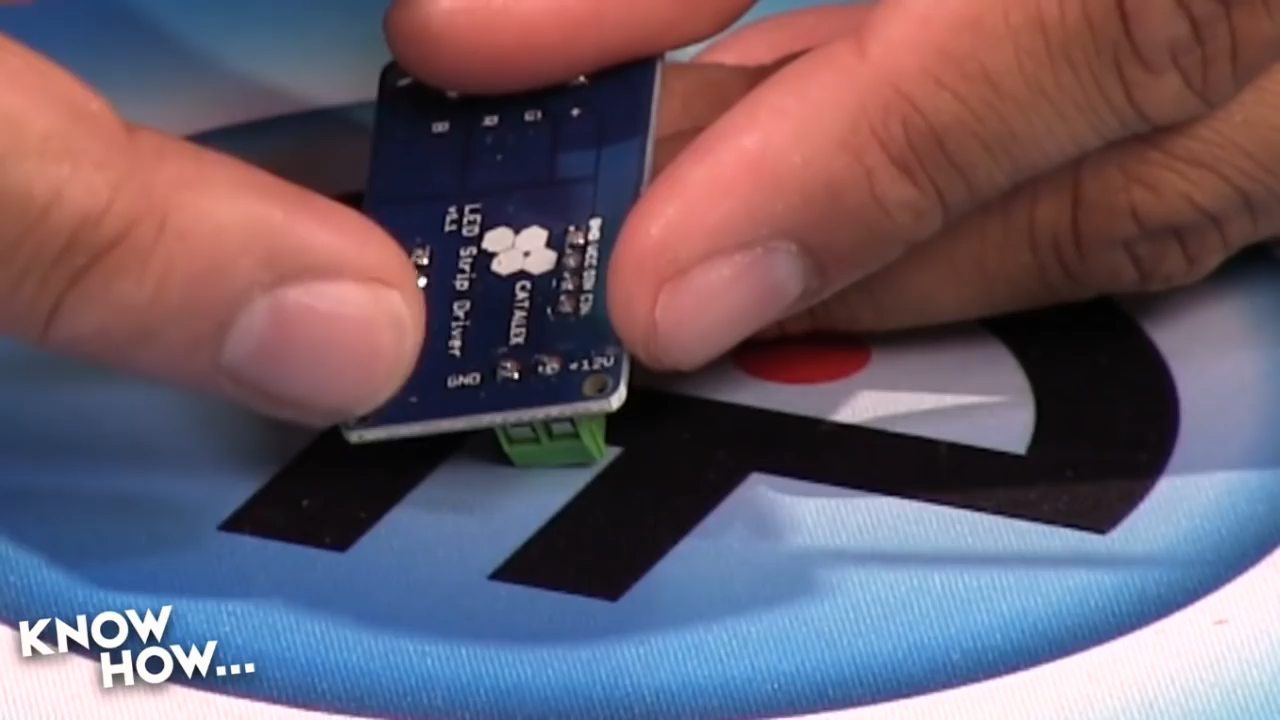 B R G +
LED Strip Driver
v1.1
CATALEX
GND
+12V
KNOW
HOW...